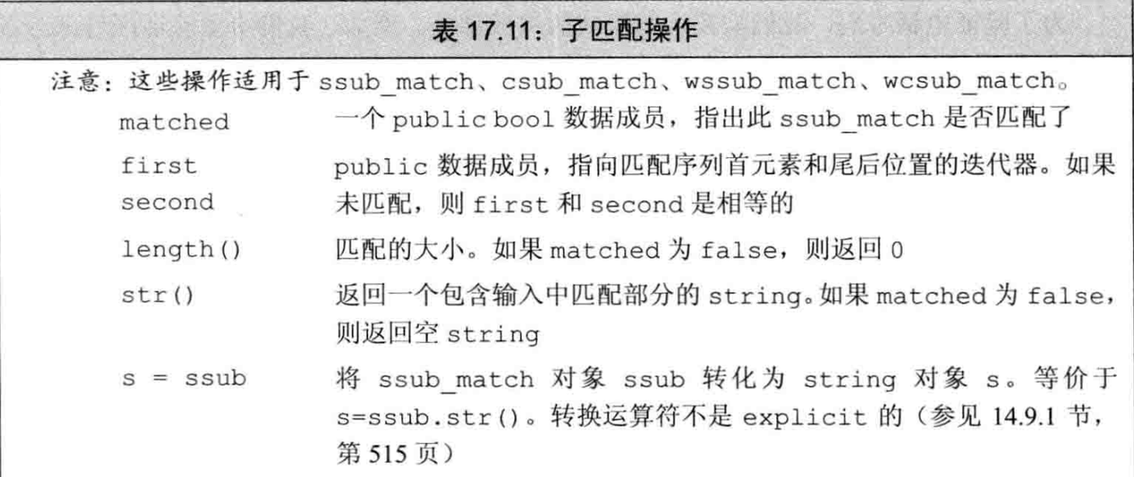 表 17.11：子匹配操作
注意：这些操作适用于 ssub_match、csub_match、wssub_match、wcsub_match。
matched 一个 public bool 数据成员，指出此 ssub_match 是否匹配了
first public 数据成员，指向匹配序列首元素和尾后位置的迭代器。如果
second 未匹配，则 first 和 second 是相等的
length() 匹配的大小。如果 matched 为 false，则返回 0
str() 返回一个包含输入中匹配部分的 string。如果 matched 为 false，
则返回空 string
s = ssub 将 ssub_match 对象 ssub 转化为 string 对象 s。等价于
s=ssub.str()。转换运算符不是 explicit 的（参见 14.9.1 节，
第 515 页）